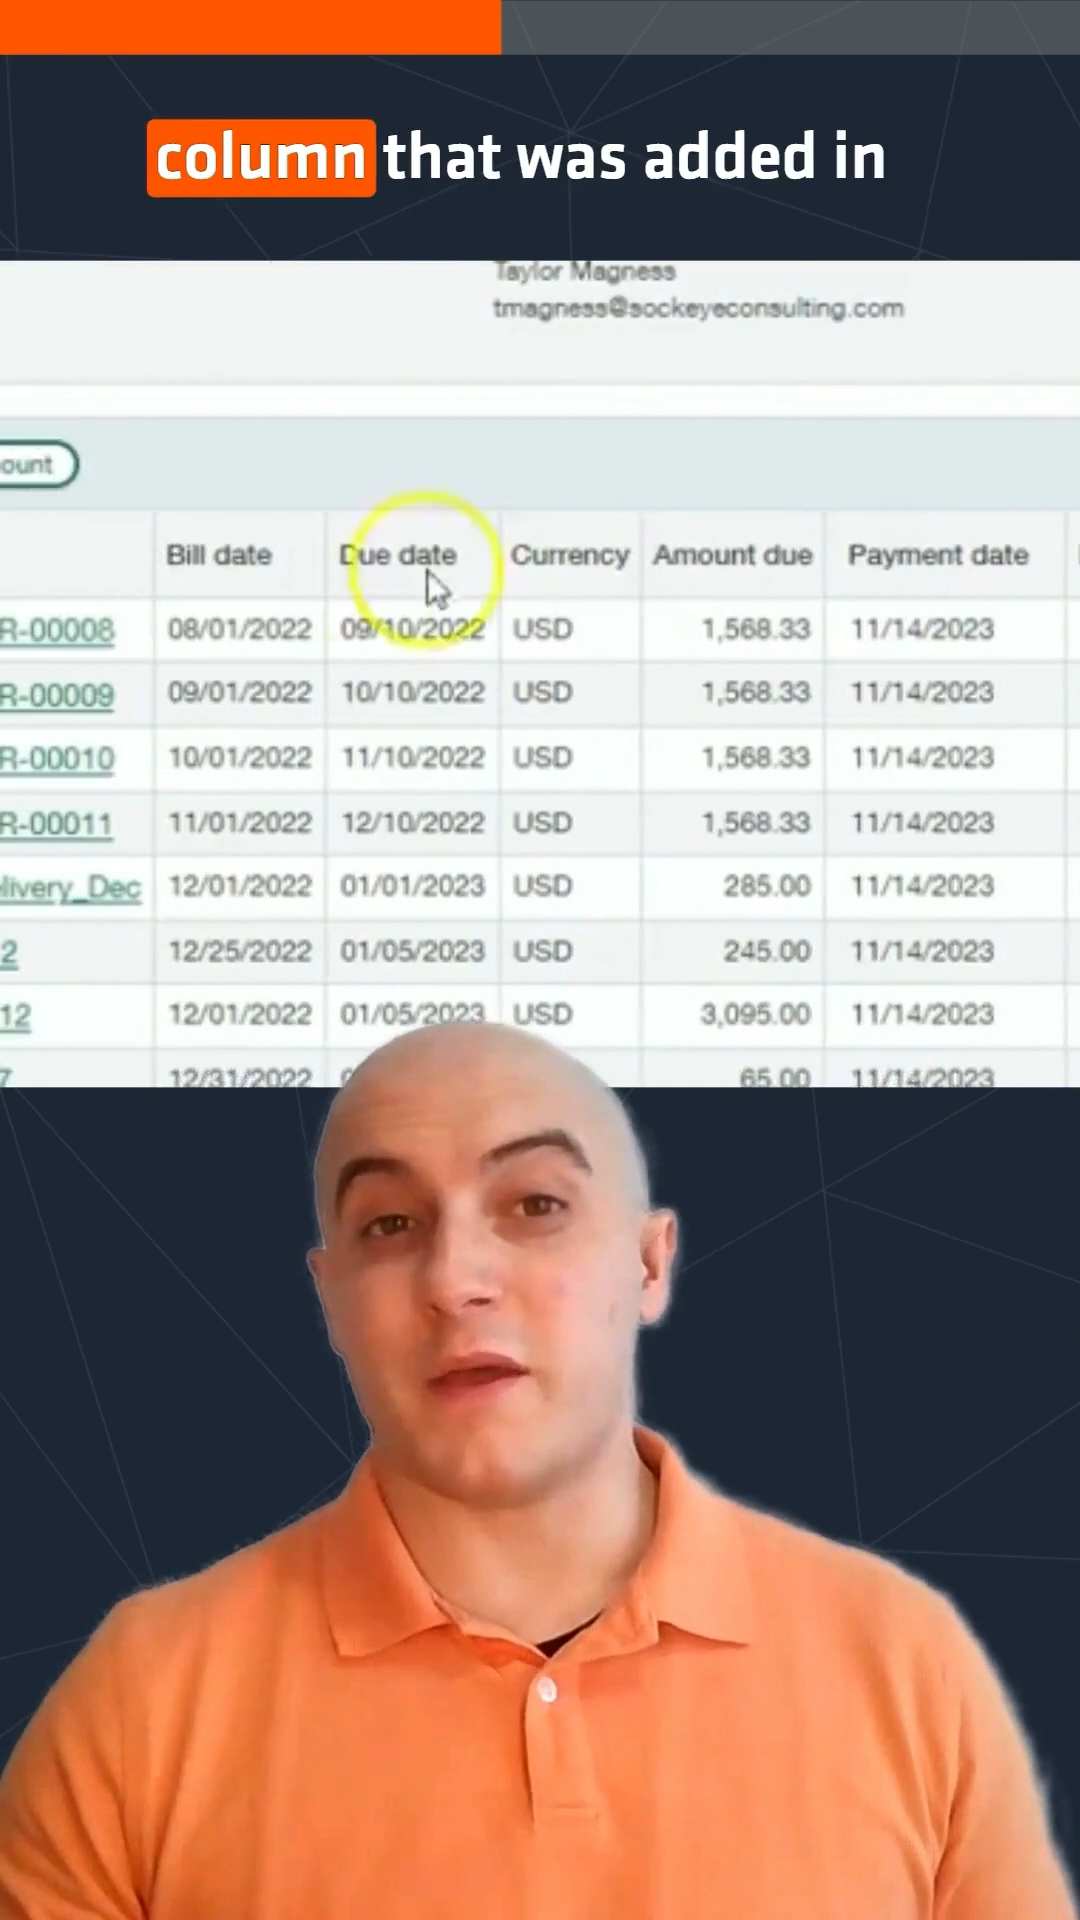 column that was added in
Taylor Magness
tmagness@sockeyeconsulting.com
ount
Bill date Due date Currency Amount due Payment date
R-00008 08/01/2022 09/10/2022 USD 1,568.33 11/14/2023
R-00009 09/01/2022 10/10/2022 USD 1,568.33 11/14/2023
R-00010 10/01/2022 11/10/2022 USD 1,568.33 11/14/2023
R-00011 11/01/2022 12/10/2022 USD 1,568.33 11/14/2023
livery_Dec 12/01/2022 01/01/2023 USD 285.00 11/14/2023
2 12/25/2022 01/05/2023 USD 245.00 11/14/2023
12 12/01/2022 01/05/2023 USD 3,095.00 11/14/2023
7 12/31/2022 65.00 11/14/2023